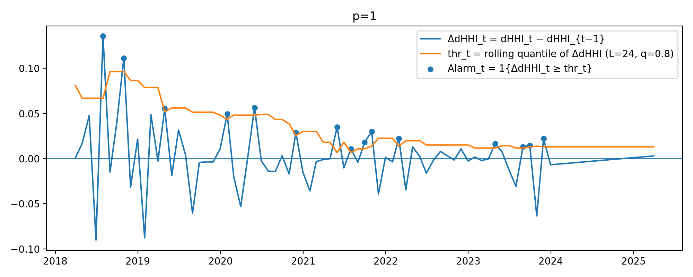 p=1
ΔdHHI_t = dHHI_t − dHHI_{t−1}
thr_t = rolling quantile of ΔdHHI (L=24, q=0.8)
Alarm_t = 1{ΔdHHI_t ≥ thr_t}
0.10
0.05
0.00
−0.05
−0.10
2018 2019 2020 2021 2022 2023 2024 2025